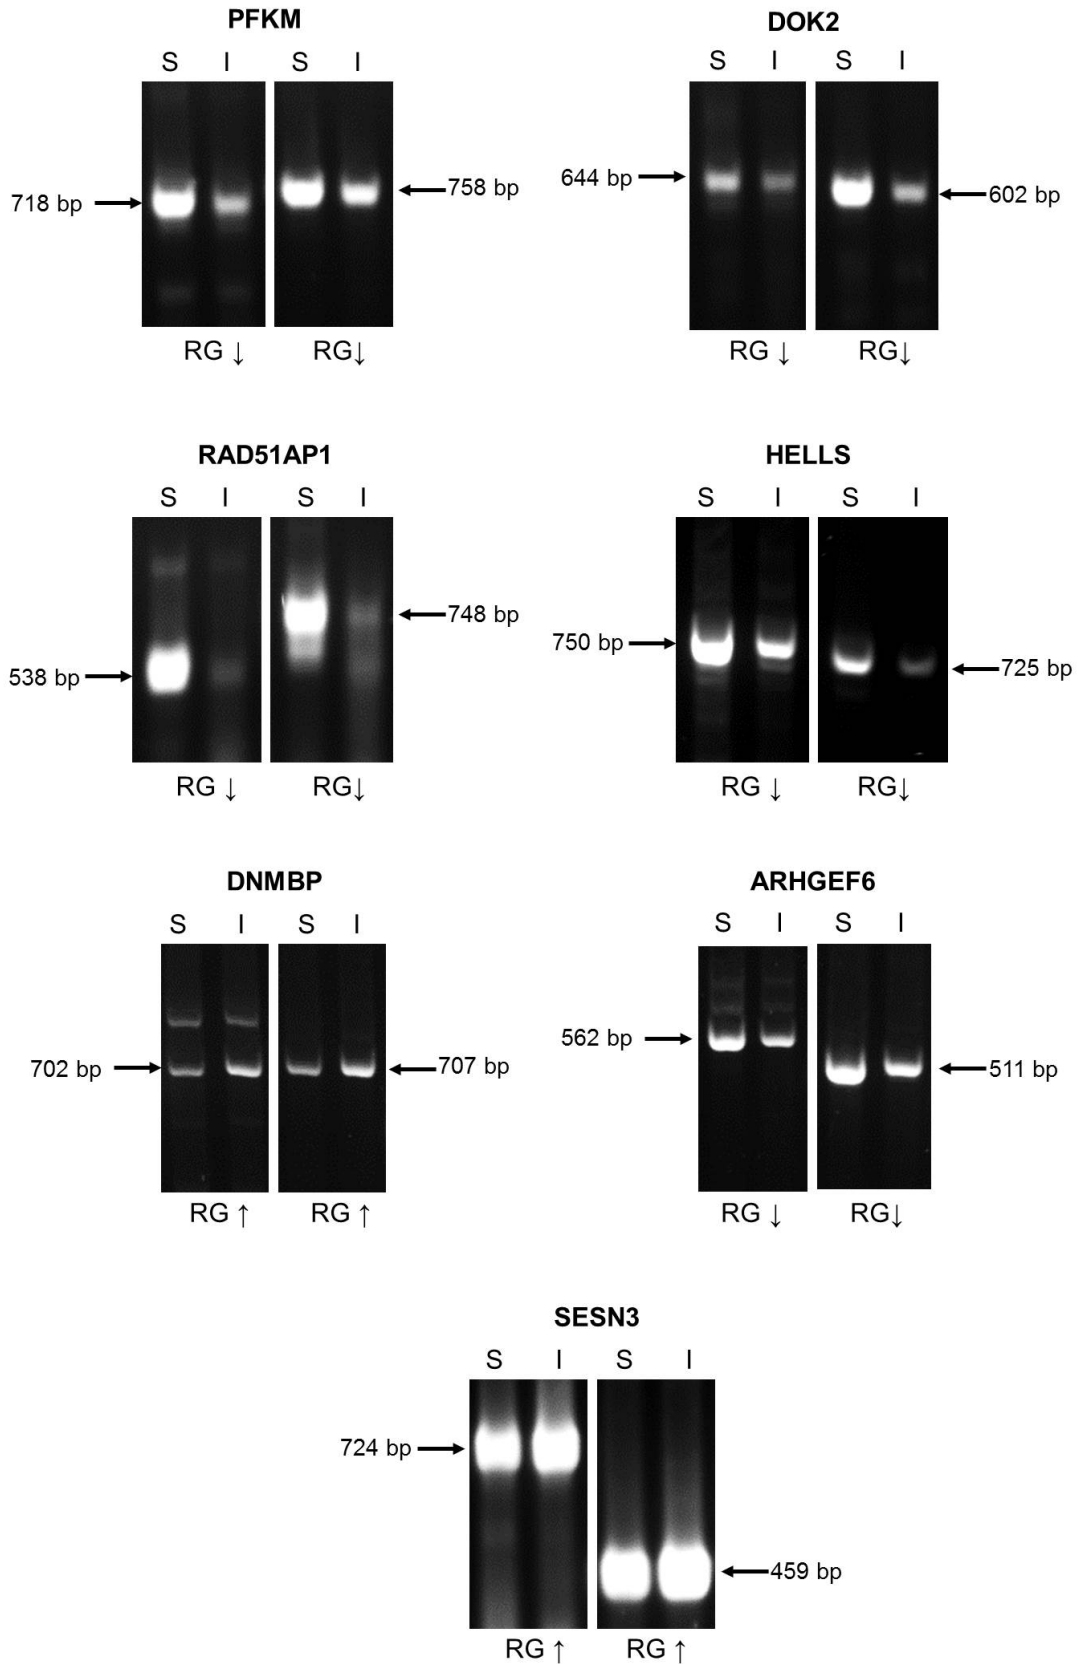 PFKM
S I S I
718 bp
758 bp
RG ↓ RG↓
DOK2
S I S I
644 bp
602 bp
RG ↓ RG↓
RAD51AP1
S I S I
748 bp
538 bp
RG ↓ RG↓
HELLS
S I S I
750 bp
725 bp
RG ↓ RG↓
DNMBP
S I S I
702 bp
707 bp
RG ↑ RG ↑
ARHGEF6
S I S I
562 bp
511 bp
RG ↓ RG↓
SESN3
S I S I
724 bp
459 bp
RG ↑ RG ↑